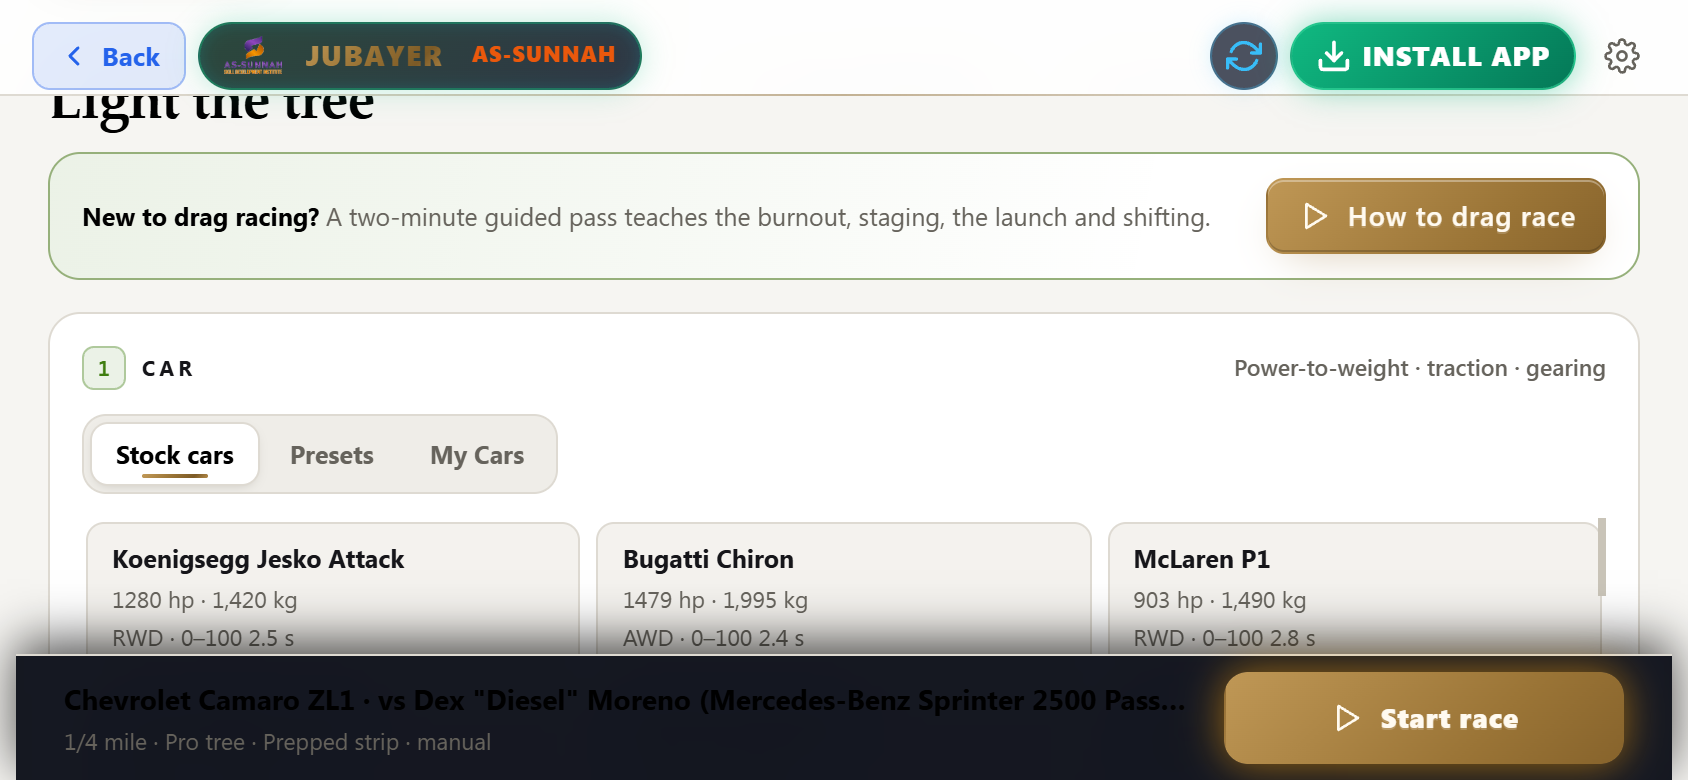 Back
AS-SUNNAH
SKILL DEVELOPMENT INSTITUTE
JUBAYER
AS-SUNNAH
INSTALL APP
Light the tree
New to drag racing? A two-minute guided pass teaches the burnout, staging, the launch and shifting.
How to drag race
1
CAR
Power-to-weight · traction · gearing
Stock cars
Presets
My Cars
Koenigsegg Jesko Attack
1280 hp · 1,420 kg
RWD · 0–100 2.5 s
Bugatti Chiron
1479 hp · 1,995 kg
AWD · 0–100 2.4 s
McLaren P1
903 hp · 1,490 kg
RWD · 0–100 2.8 s
Chevrolet Camaro ZL1 · vs Dex "Diesel" Moreno (Mercedes-Benz Sprinter 2500 Pass...
1/4 mile · Pro tree · Prepped strip · manual
Start race